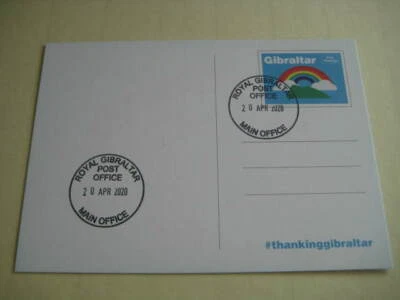 Gibraltar
ROYAL GIBRALTAR
POST
OFFICE
20 APR 2020
MAIN OFFICE
ROYAL GIBRALTAR
POST
OFFICE
20 APR 2020
MAIN OFFICE
#thankinggibraltar